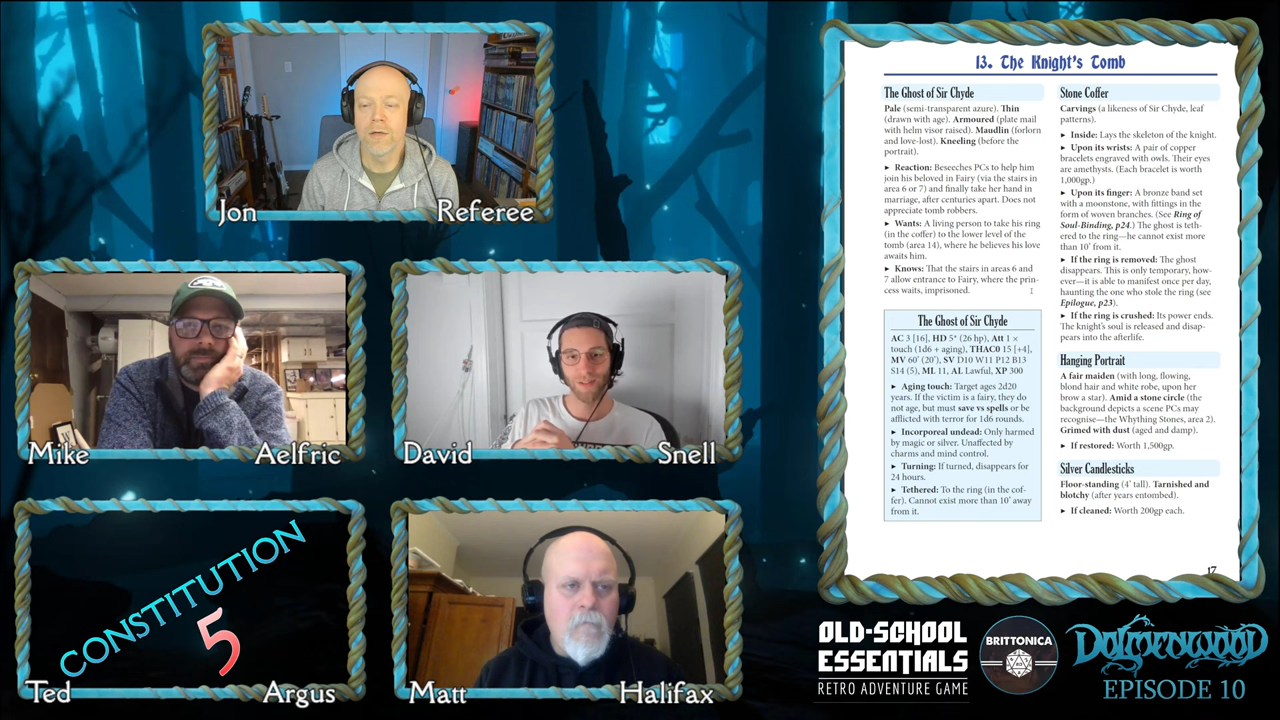 Jon
Referee
Mike
Aelfric
David
Snell
CONSTITUTION
5
Ted
Argus
Matt
Halifax
13. The Knight's Tomb
The Ghost of Sir Chyde
Pale (semi-transparent azure). Thin
(drawn with age). Armoured (plate mail
with helm visor raised). Maudlin (forlorn
and love-lost). Kneeling (before the
portrait).
► Reaction: Beseeches PCs to help him
join his beloved in Fairy (via the stairs in
area 6 or 7) and finally take her hand in
marriage, after centuries apart. Does not
appreciate tomb robbers.
► Wants: A living person to take his ring
(in the coffer) to the lower level of the
tomb (area 14), where he believes his love
awaits him.
► Knows: That the stairs in areas 6 and
7 allow entrance to Fairy, where the prin-
cess waits, imprisoned.
The Ghost of Sir Chyde
AC 3 [16], HD 5* (26 hp), Att 1 ×
touch (1d6 + aging), THAC0 15 [+4],
MV 60' (20'), SV D10 W11 P12 B13
S14 (5), ML 11, AL Lawful, XP 300
► Aging touch: Target ages 2d20
years. If the victim is a fairy, they do
not age, but must save vs spells or be
afflicted with terror for 1d6 rounds.
► Incorporeal undead: Only harmed
by magic or silver. Unaffected by
charms and mind control.
► Turning: If turned, disappears for
24 hours.
► Tethered: To the ring (in the cof-
fer). Cannot exist more than 10' away
from it.
Stone Coffer
Carvings (a likeness of Sir Chyde, leaf
patterns).
► Inside: Lays the skeleton of the knight.
► Upon its wrists: A pair of copper
bracelets engraved with owls. Their eyes
are amethysts. (Each bracelet is worth
1,000gp.)
► Upon its finger: A bronze band set
with a moonstone, with fittings in the
form of woven branches. (See Ring of
Soul-Binding, p24.) The ghost is teth-
ered to the ring—he cannot exist more
than 10' from it.
► If the ring is removed: The ghost
disappears. This is only temporary, how-
ever—it is able to manifest once per day,
haunting the one who stole the ring (see
Epilogue, p23).
► If the ring is crushed: Its power ends.
The knight's soul is released and disap-
pears into the afterlife.
Hanging Portrait
A fair maiden (with long, flowing,
blond hair and white robe, upon her
brow a star). Amid a stone circle (the
background depicts a scene PCs may
recognise—the Whything Stones, area 2).
Grimed with dust (aged and damp).
► If restored: Worth 1,500gp.
Silver Candlesticks
Floor-standing (4' tall). Tarnished and
blotchy (after years entombed).
► If cleaned: Worth 200gp each.
17
OLD-SCHOOL
ESSENTIALS
RETRO ADVENTURE GAME
BRITTONICA
DOLMENWOOD
EPISODE 10